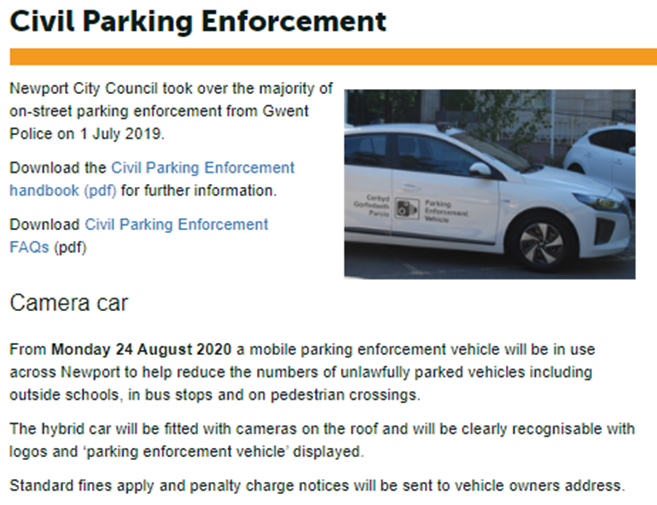 Civil Parking Enforcement
Newport City Council took over the majority of
on-street parking enforcement from Gwent
Police on 1 July 2019.
Download the Civil Parking Enforcement
handbook (pdf) for further information.
Download Civil Parking Enforcement
FAQs (pdf)
Cerbyd
Gorfodaeth
Parcio
Parking
Enforcement
Vehicle
Camera car
From Monday 24 August 2020 a mobile parking enforcement vehicle will be in use
across Newport to help reduce the numbers of unlawfully parked vehicles including
outside schools, in bus stops and on pedestrian crossings.
The hybrid car will be fitted with cameras on the roof and will be clearly recognisable with
logos and ‘parking enforcement vehicle’ displayed.
Standard fines apply and penalty charge notices will be sent to vehicle owners address.